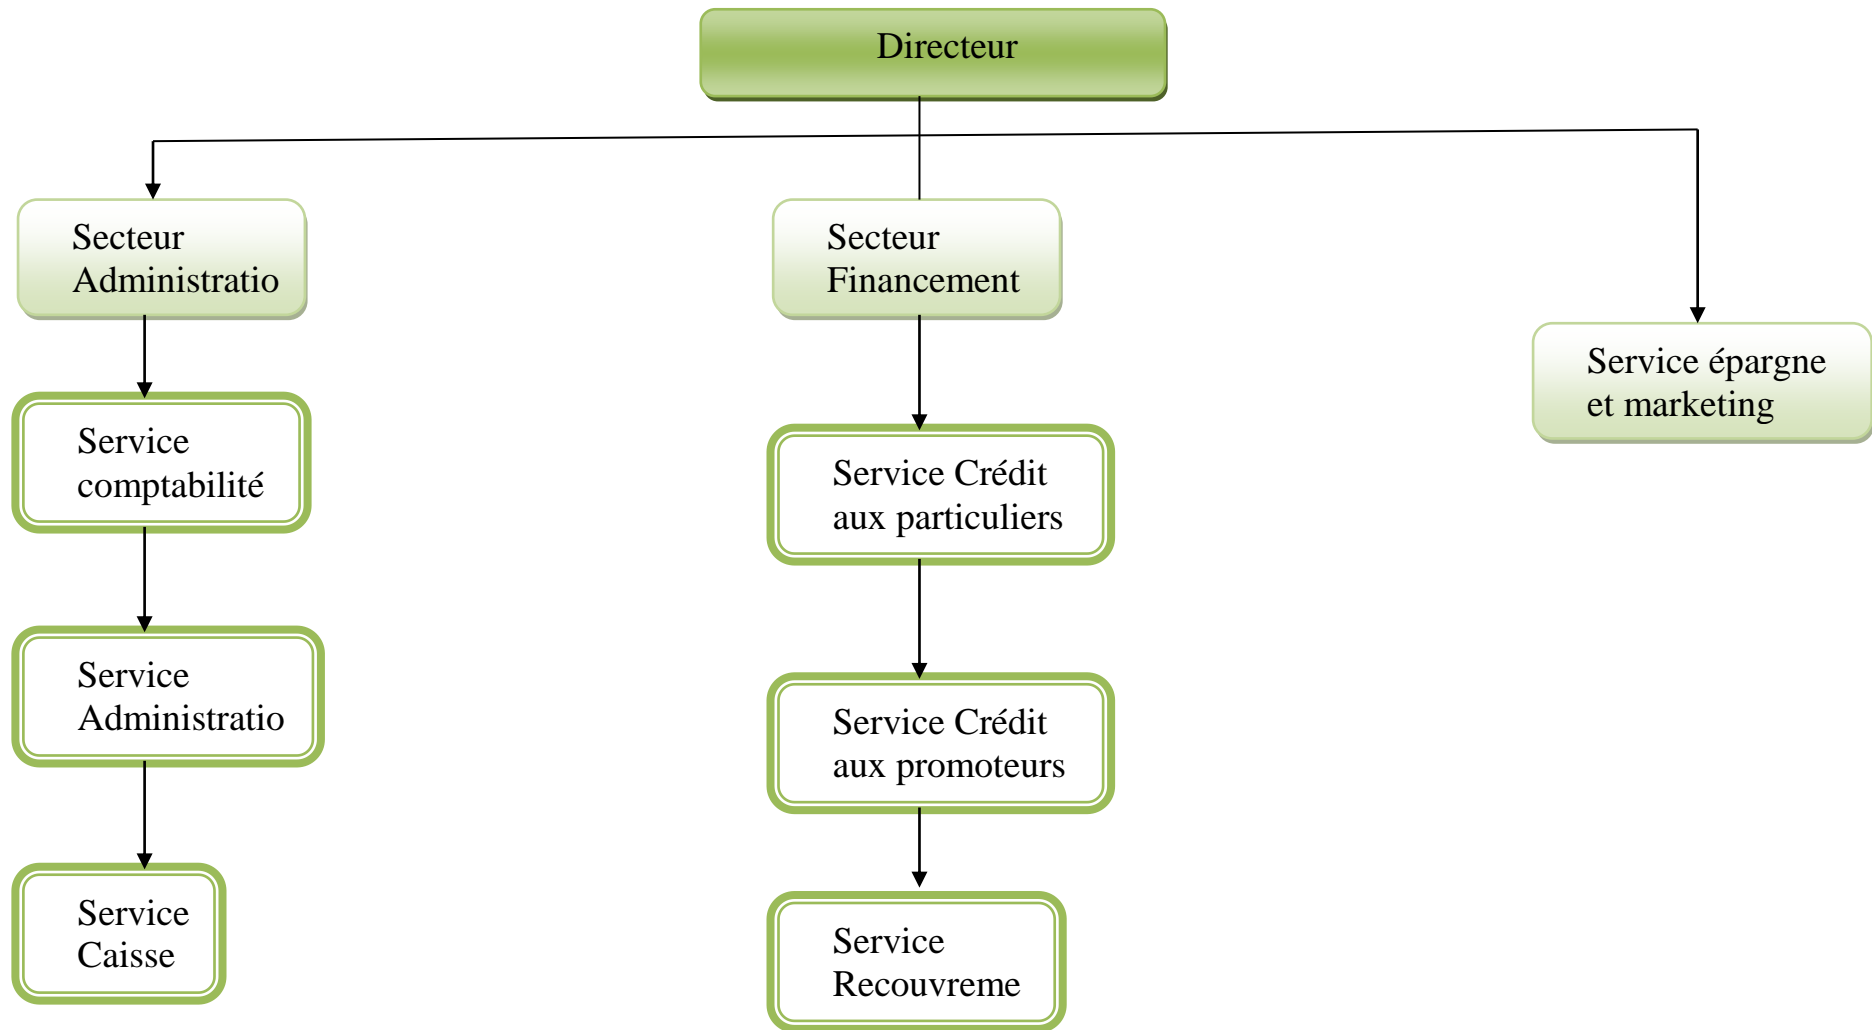 Directeur
Secteur
Administratio
Secteur
Financement
Service épargne
et marketing
Service
comptabilité
Service Crédit
aux particuliers
Service
Administratio
Service Crédit
aux promoteurs
Service
Caisse
Service
Recouvreme